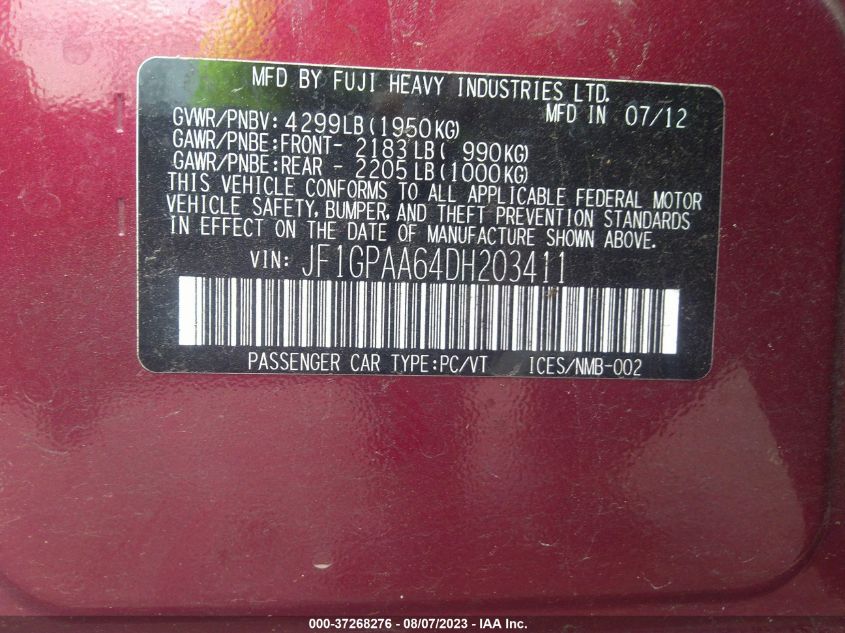 MFD BY FUJI HEAVY INDUSTRIES LTD.
MFD IN 07/12
GVWR/PNBV: 4299LB(1950KG)
GAWR/PNBE:FRONT- 2183LB( 990KG)
GAWR/PNBE:REAR - 2205LB(1000KG)
THIS VEHICLE CONFORMS TO ALL APPLICABLE FEDERAL MOTOR
VEHICLE SAFETY, BUMPER, AND THEFT PREVENTION STANDARDS
IN EFFECT ON THE DATE OF MANUFACTURE SHOWN ABOVE.
VIN: JF1GPAA64DH203411
PASSENGER CAR TYPE:PC/VT ICES/NMB-002
000-37268276 - 08/07/2023 - IAA Inc.